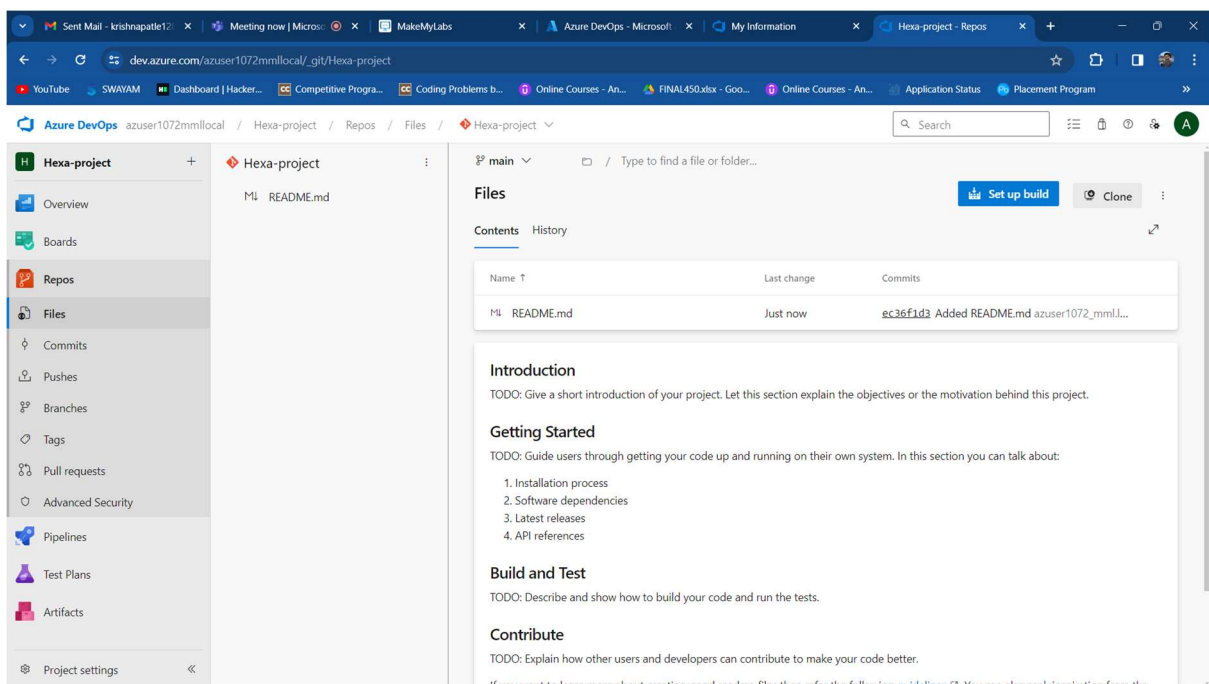 Sent Mail - krishnapatle12 Meeting now | Microso MakeMyLabs Azure DevOps - Microsoft My Information Hexa-project - Repos
dev.azure.com/azuser1072mmllocal/_git/Hexa-project
YouTube SWAYAM Dashboard | Hacker... Competitive Progra... Coding Problems b... Online Courses - An... FINAL450.xlsx - Goo... Online Courses - An... Application Status Placement Program »
Azure DevOps azuser1072mmllocal / Hexa-project / Repos / Files / Hexa-project Search A
H Hexa-project +
Overview
Boards
Repos
Files
Commits
Pushes
Branches
Tags
Pull requests
Advanced Security
Pipelines
Test Plans
Artifacts
Project settings
Hexa-project
README.md
main / Type to find a file or folder...
Files Set up build Clone
Contents History
Name ↑ Last change Commits
README.md Just now ec36f1d3 Added README.md azuser1072_mml.l...
Introduction
TODO: Give a short introduction of your project. Let this section explain the objectives or the motivation behind this project.
Getting Started
TODO: Guide users through getting your code up and running on their own system. In this section you can talk about:
1. Installation process
2. Software dependencies
3. Latest releases
4. API references
Build and Test
TODO: Describe and show how to build your code and run the tests.
Contribute
TODO: Explain how other users and developers can contribute to make your code better.